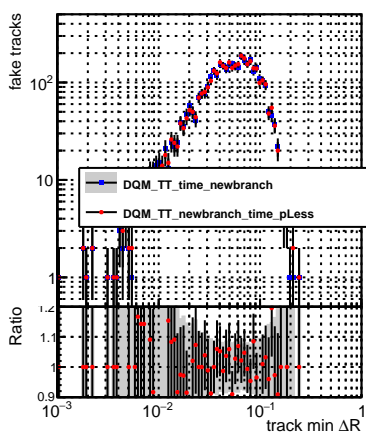 fake tracks
10²
10
1
DQM_TT_time_newbranch
DQM_TT_newbranch_time_pLess
Ratio
1.2
1.1
1
0.9
10⁻³ 10⁻² 10⁻¹ 1
track min ΔR